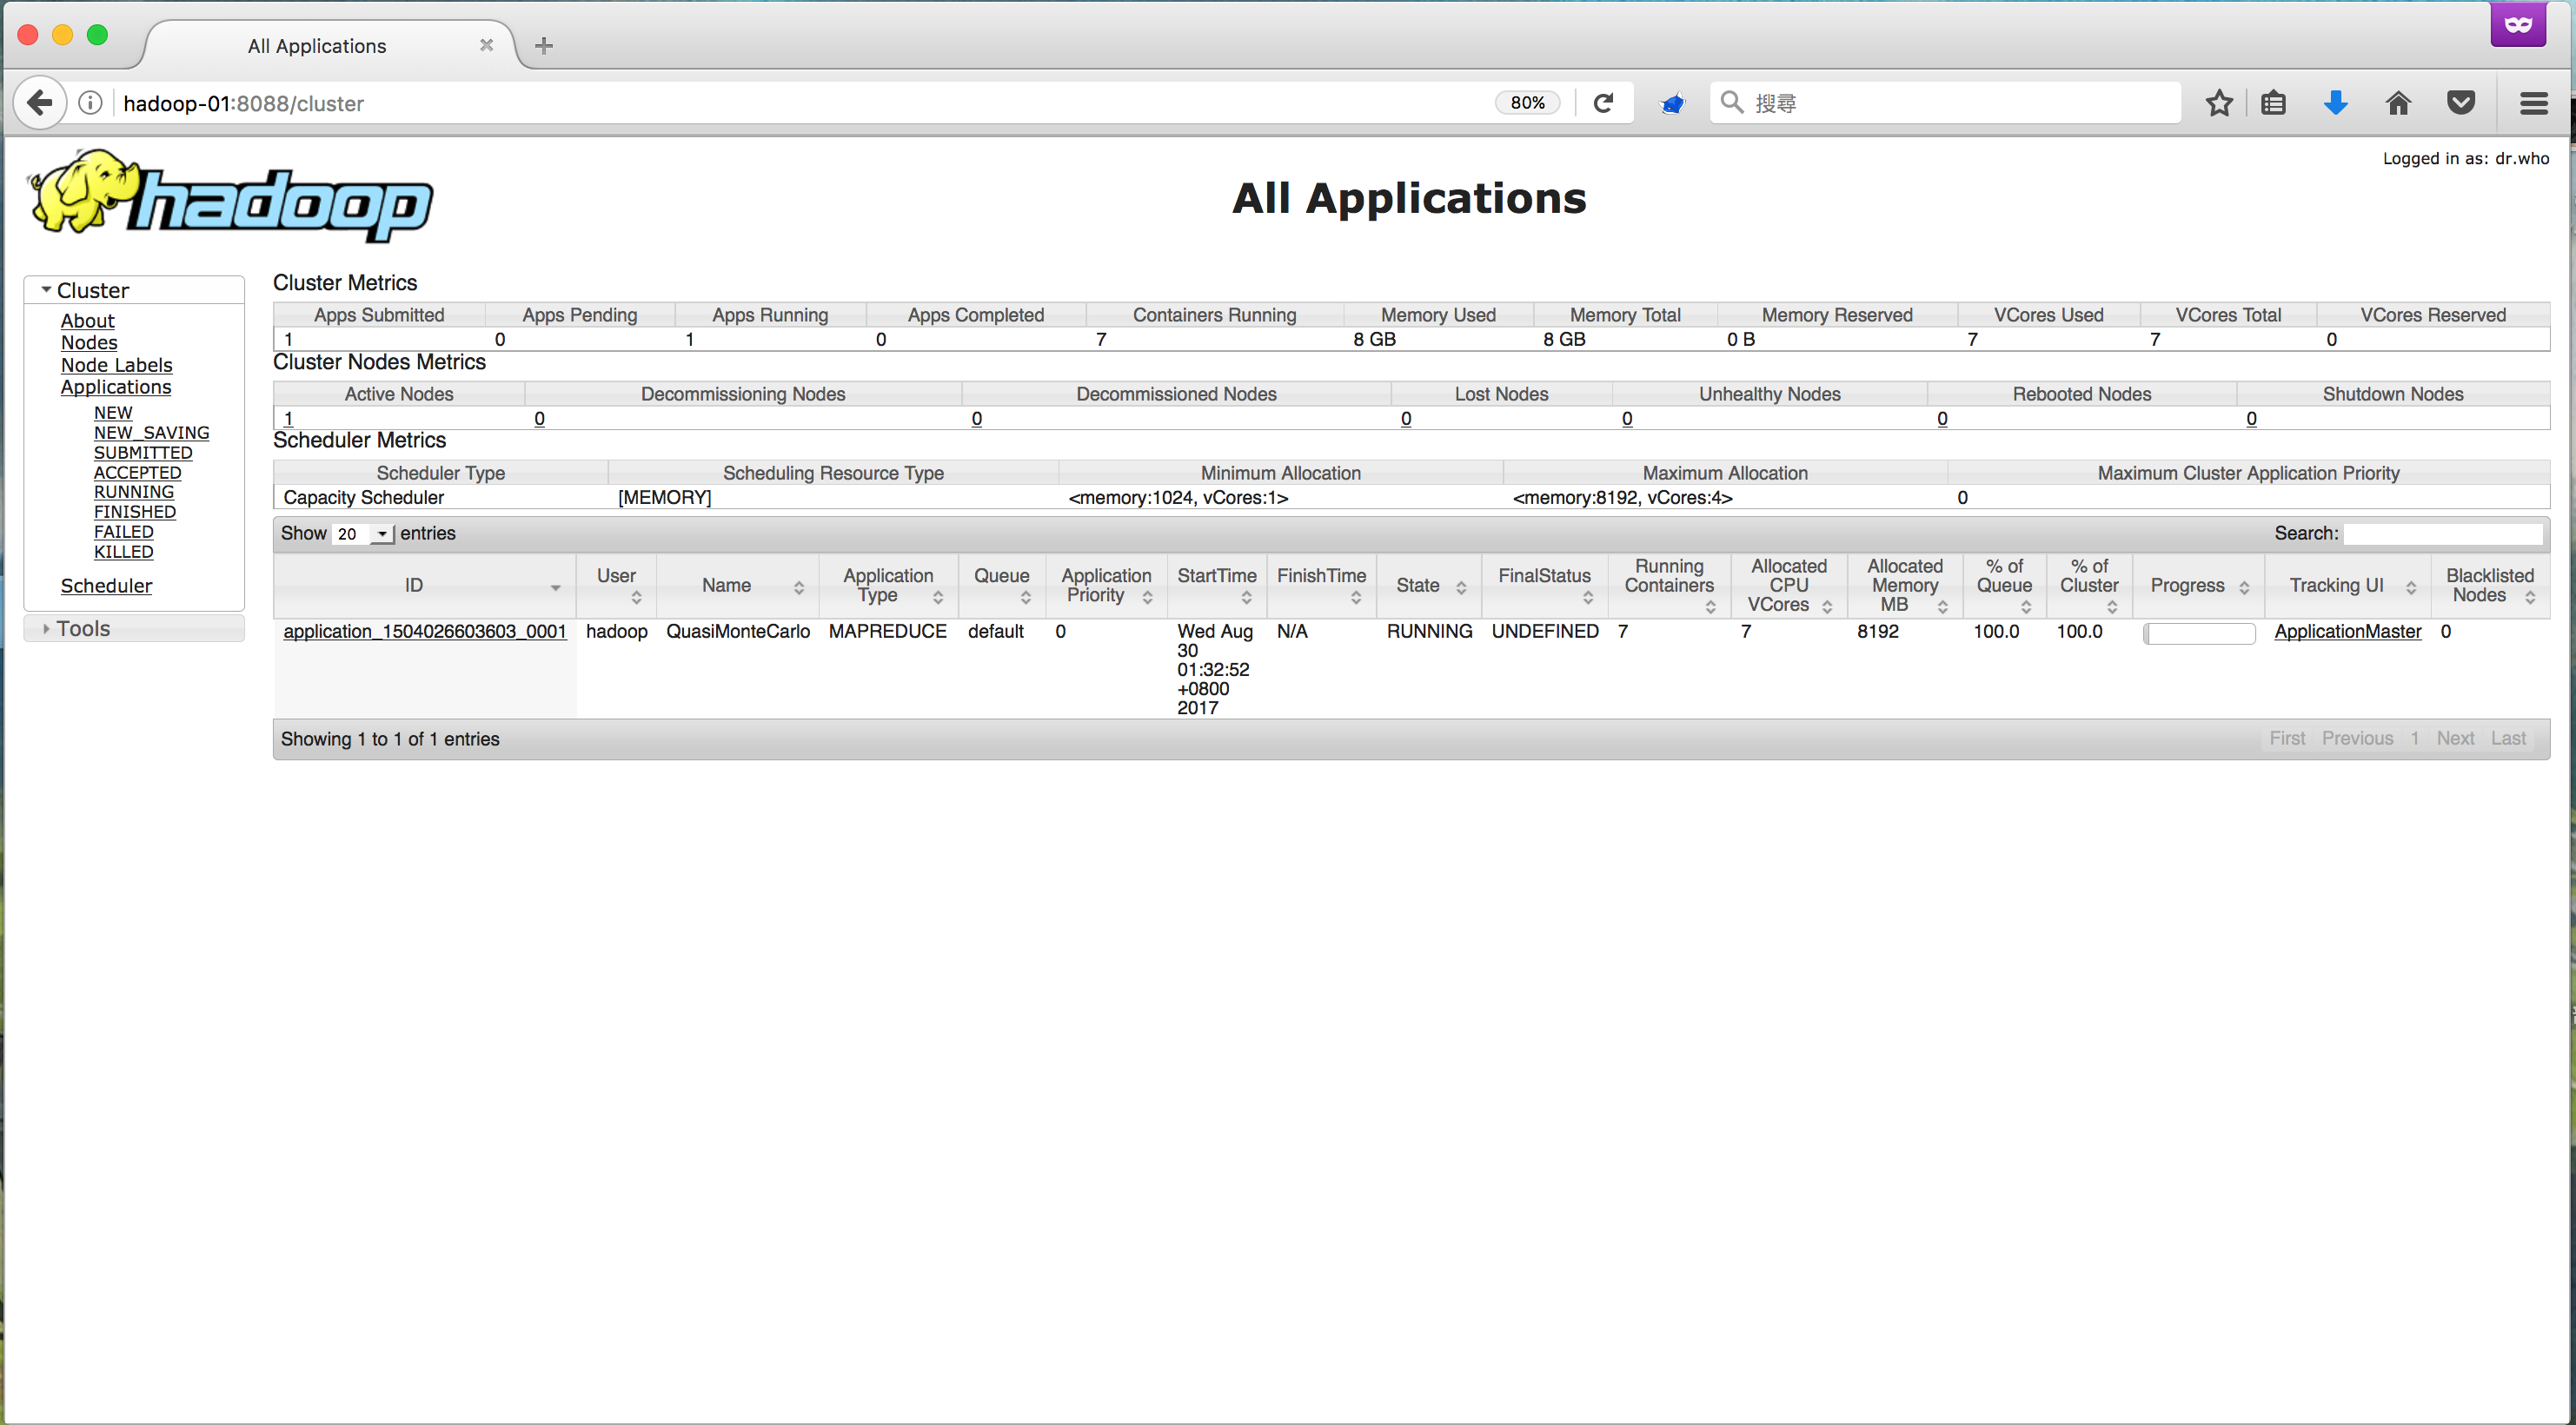 All Applications
hadoop-01:8088/cluster 80% 搜尋
Logged in as: dr.who
hadoop
All Applications
Cluster
About
Nodes
Node Labels
Applications
NEW
NEW_SAVING
SUBMITTED
ACCEPTED
RUNNING
FINISHED
FAILED
KILLED
Scheduler
Tools
Cluster Metrics
Apps Submitted Apps Pending Apps Running Apps Completed Containers Running Memory Used Memory Total Memory Reserved VCores Used VCores Total VCores Reserved
1 0 1 0 7 8 GB 8 GB 0 B 7 7 0
Cluster Nodes Metrics
Active Nodes Decommissioning Nodes Decommissioned Nodes Lost Nodes Unhealthy Nodes Rebooted Nodes Shutdown Nodes
1 0 0 0 0 0 0
Scheduler Metrics
Scheduler Type Scheduling Resource Type Minimum Allocation Maximum Allocation Maximum Cluster Application Priority
Capacity Scheduler [MEMORY] <memory:1024, vCores:1> <memory:8192, vCores:4> 0
Show 20 entries Search:
ID User Name Application Type Queue Application Priority StartTime FinishTime State FinalStatus Running Containers Allocated CPU VCores Allocated Memory MB % of Queue % of Cluster Progress Tracking UI Blacklisted Nodes
application_1504026603603_0001 hadoop QuasiMonteCarlo MAPREDUCE default 0 Wed Aug 30 01:32:52 +0800 2017 N/A RUNNING UNDEFINED 7 7 8192 100.0 100.0 ApplicationMaster 0
Showing 1 to 1 of 1 entries First Previous 1 Next Last